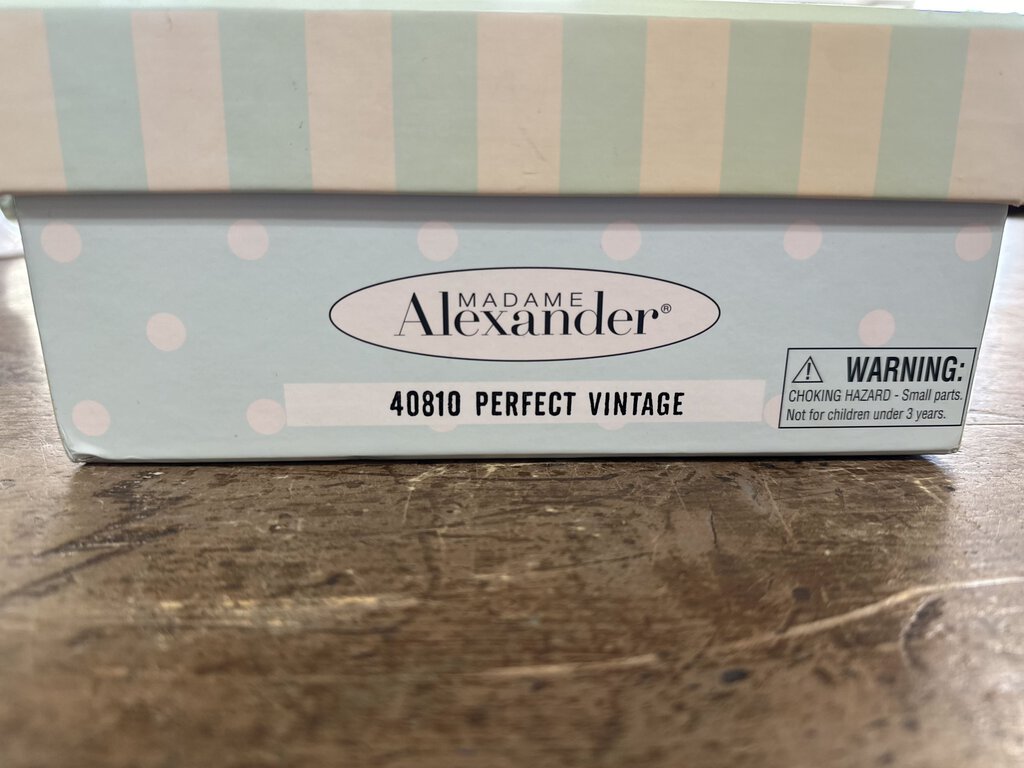 MADAME
Alexander®
40810 PERFECT VINTAGE
WARNING:
CHOKING HAZARD - Small parts.
Not for children under 3 years.